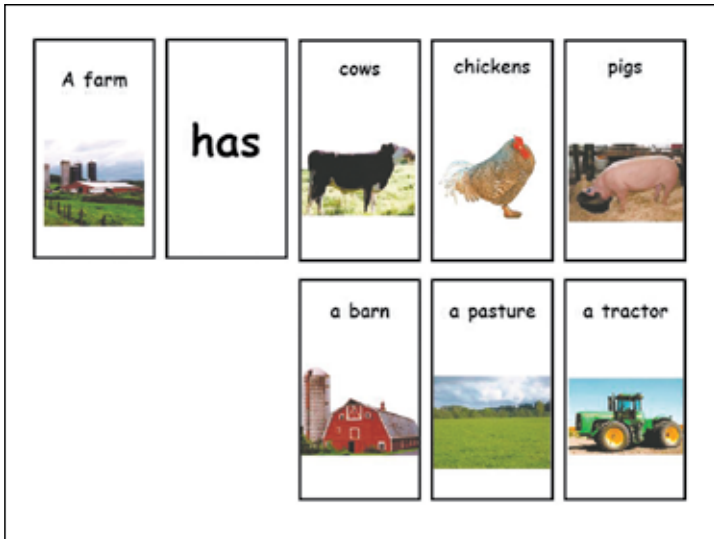 A farm
has
cows
chickens
pigs
a barn
a pasture
a tractor